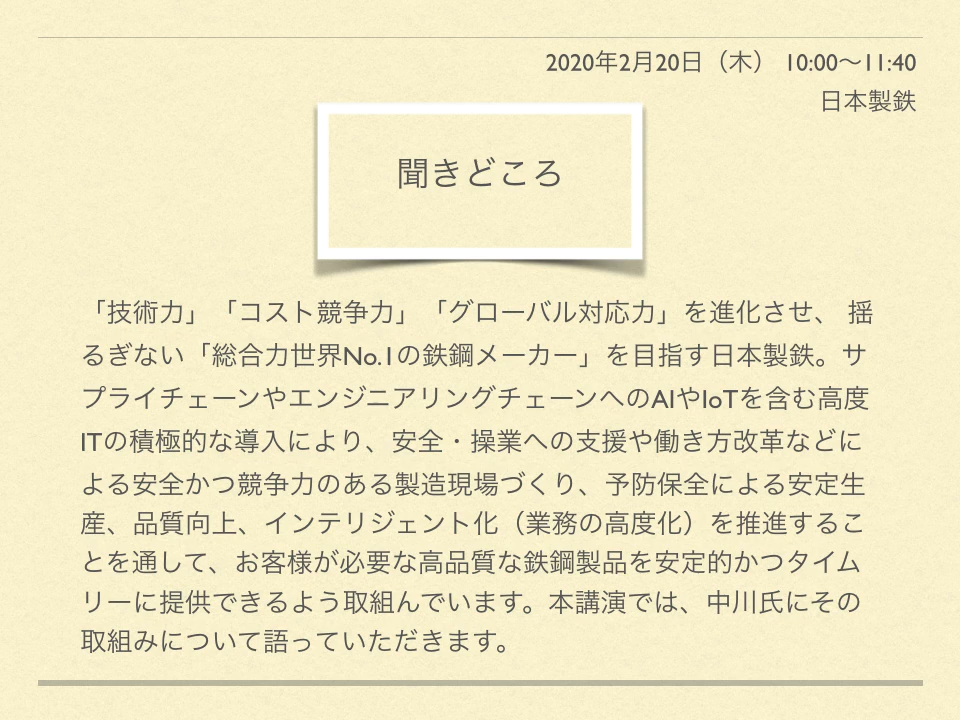 2020年2月20日（木） 10:00〜11:40
日本製鉄
聞きどころ
「技術力」「コスト競争力」「グローバル対応力」を進化させ、 揺
るぎない「総合力世界No.1の鉄鋼メーカー」を目指す日本製鉄。サ
プライチェーンやエンジニアリングチェーンへのAIやIoTを含む高度
ITの積極的な導入により、安全・操業への支援や働き方改革などに
よる安全かつ競争力のある製造現場づくり、予防保全による安定生
産、品質向上、インテリジェント化（業務の高度化）を推進するこ
とを通して、お客様が必要な高品質な鉄鋼製品を安定的かつタイム
リーに提供できるよう取組んでいます。本講演では、中川氏にその
取組みについて語っていただきます。